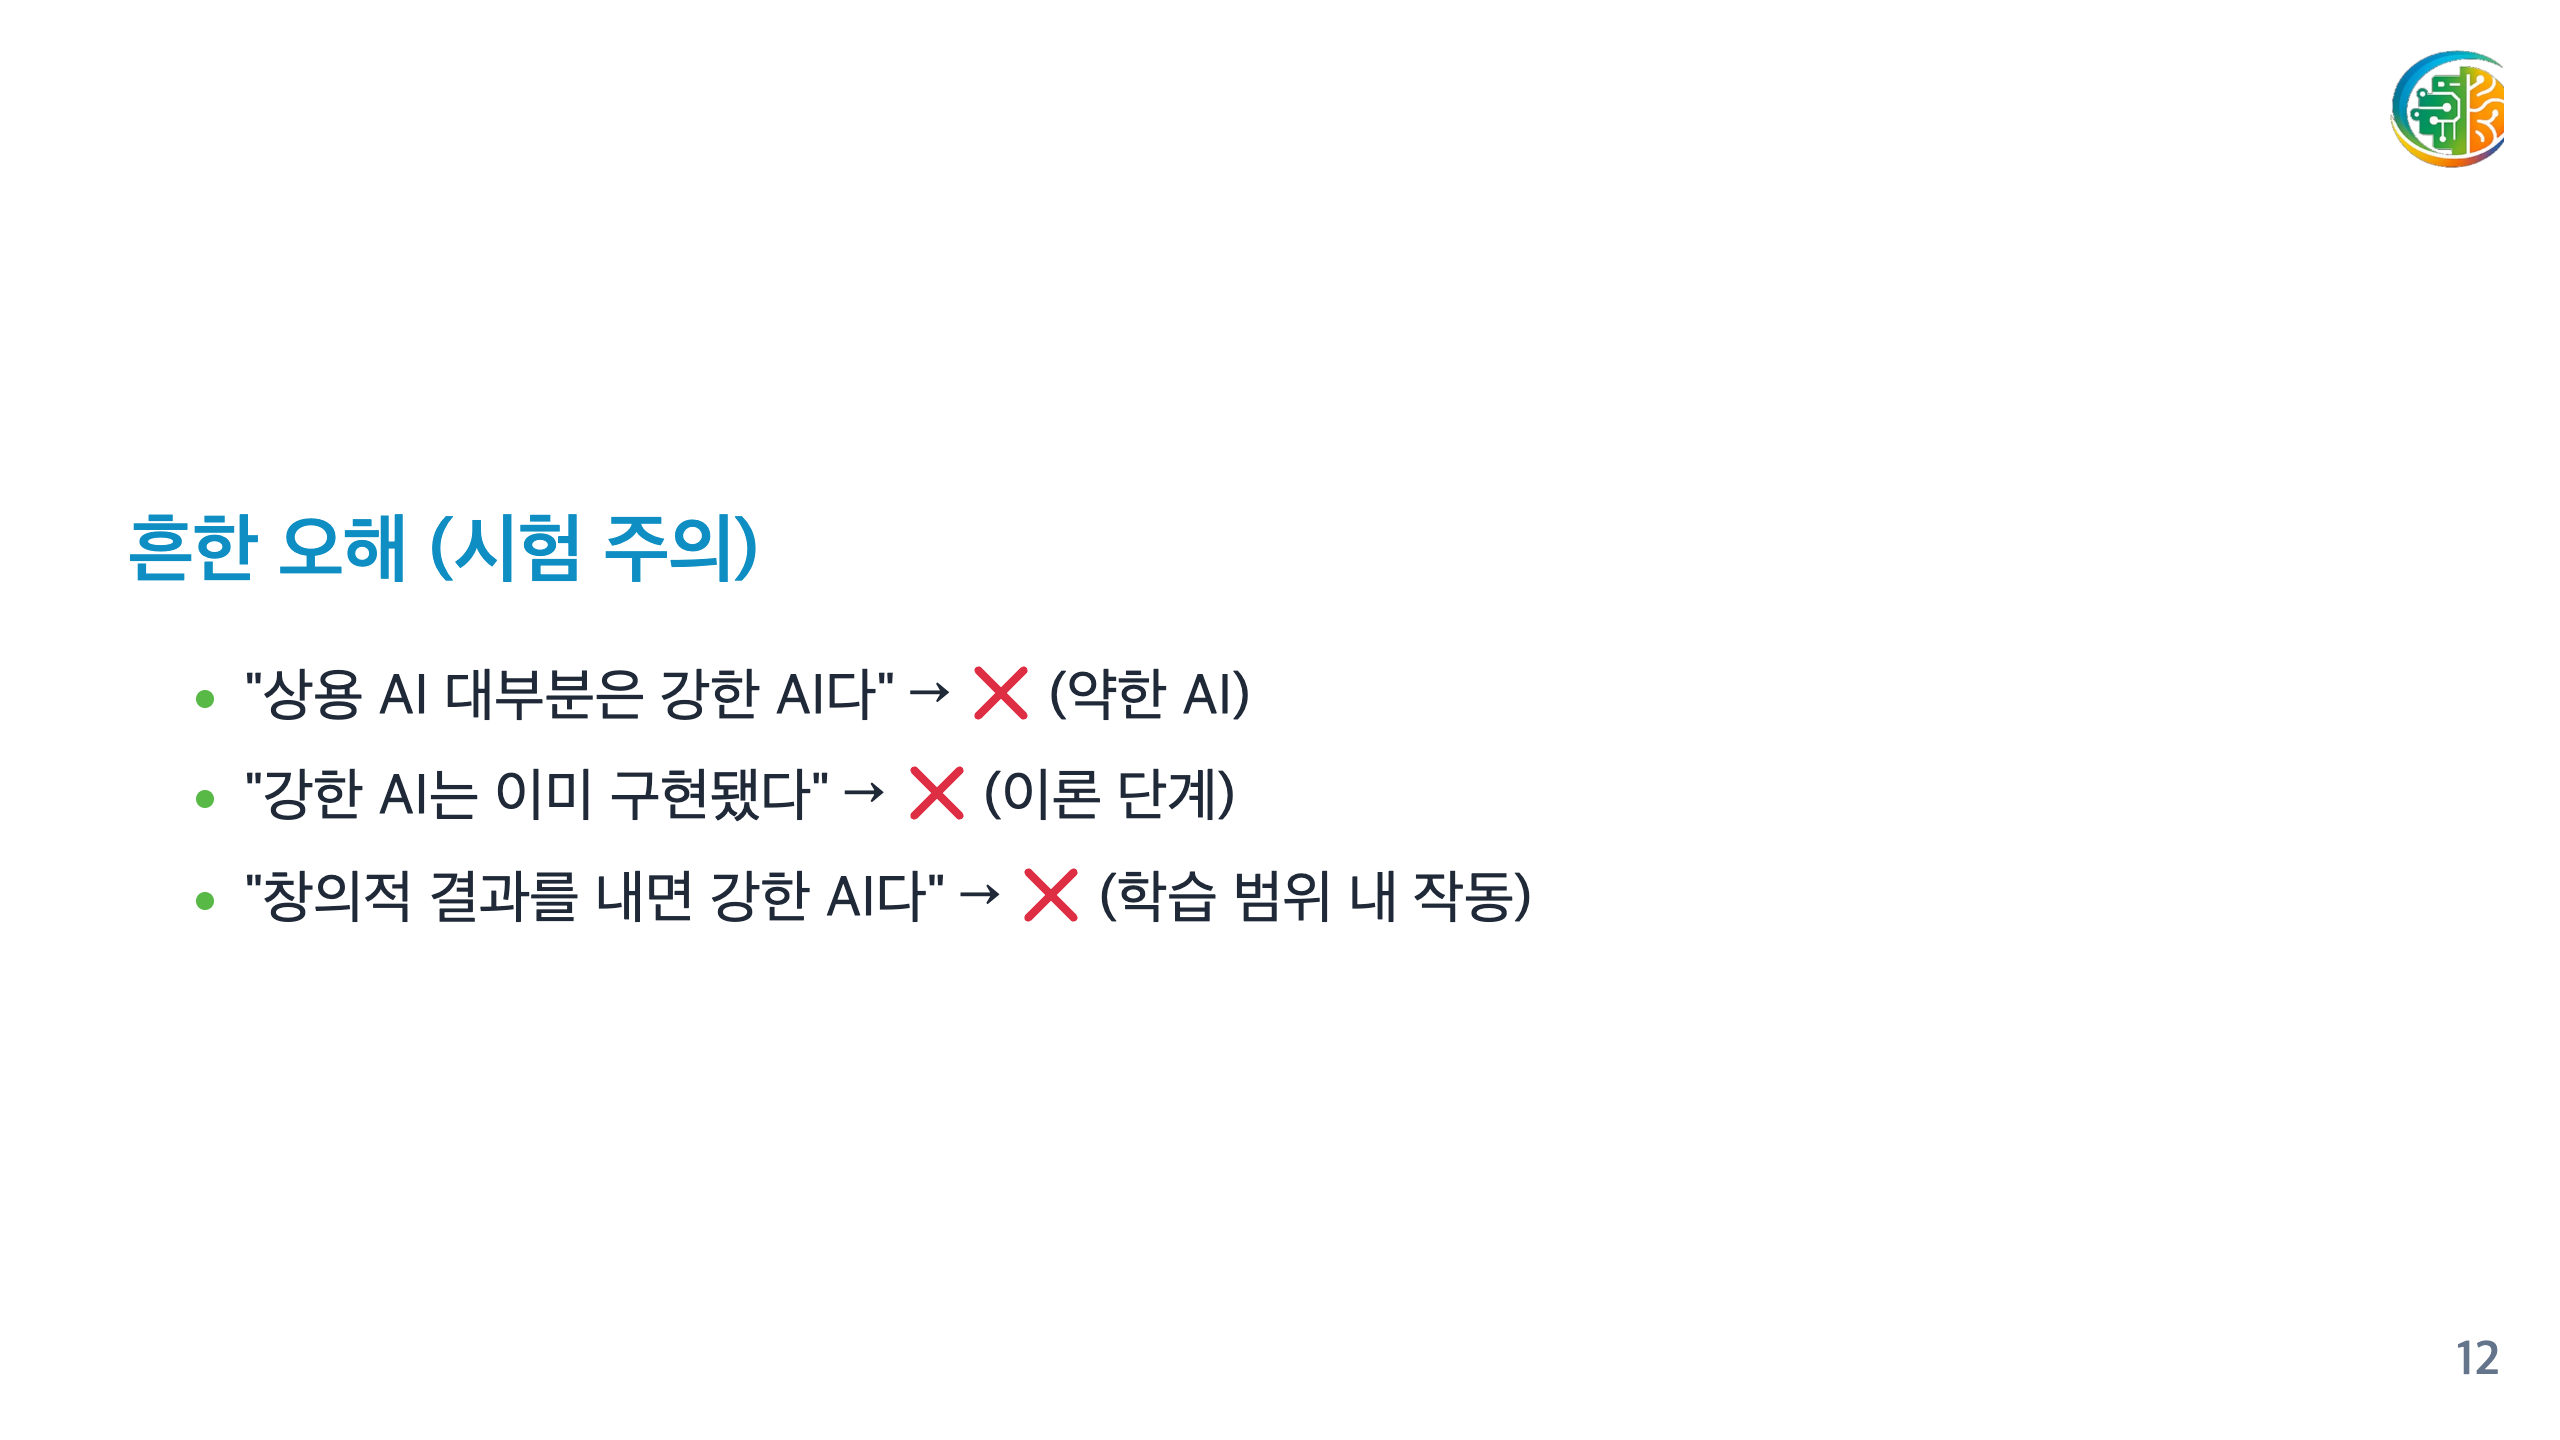 흔한 오해 (시험 주의)
• "상용 AI 대부분은 강한 AI다" → ❌ (약한 AI)
• "강한 AI는 이미 구현됐다" → ❌ (이론 단계)
• "창의적 결과를 내면 강한 AI다" → ❌ (학습 범위 내 작동)
12